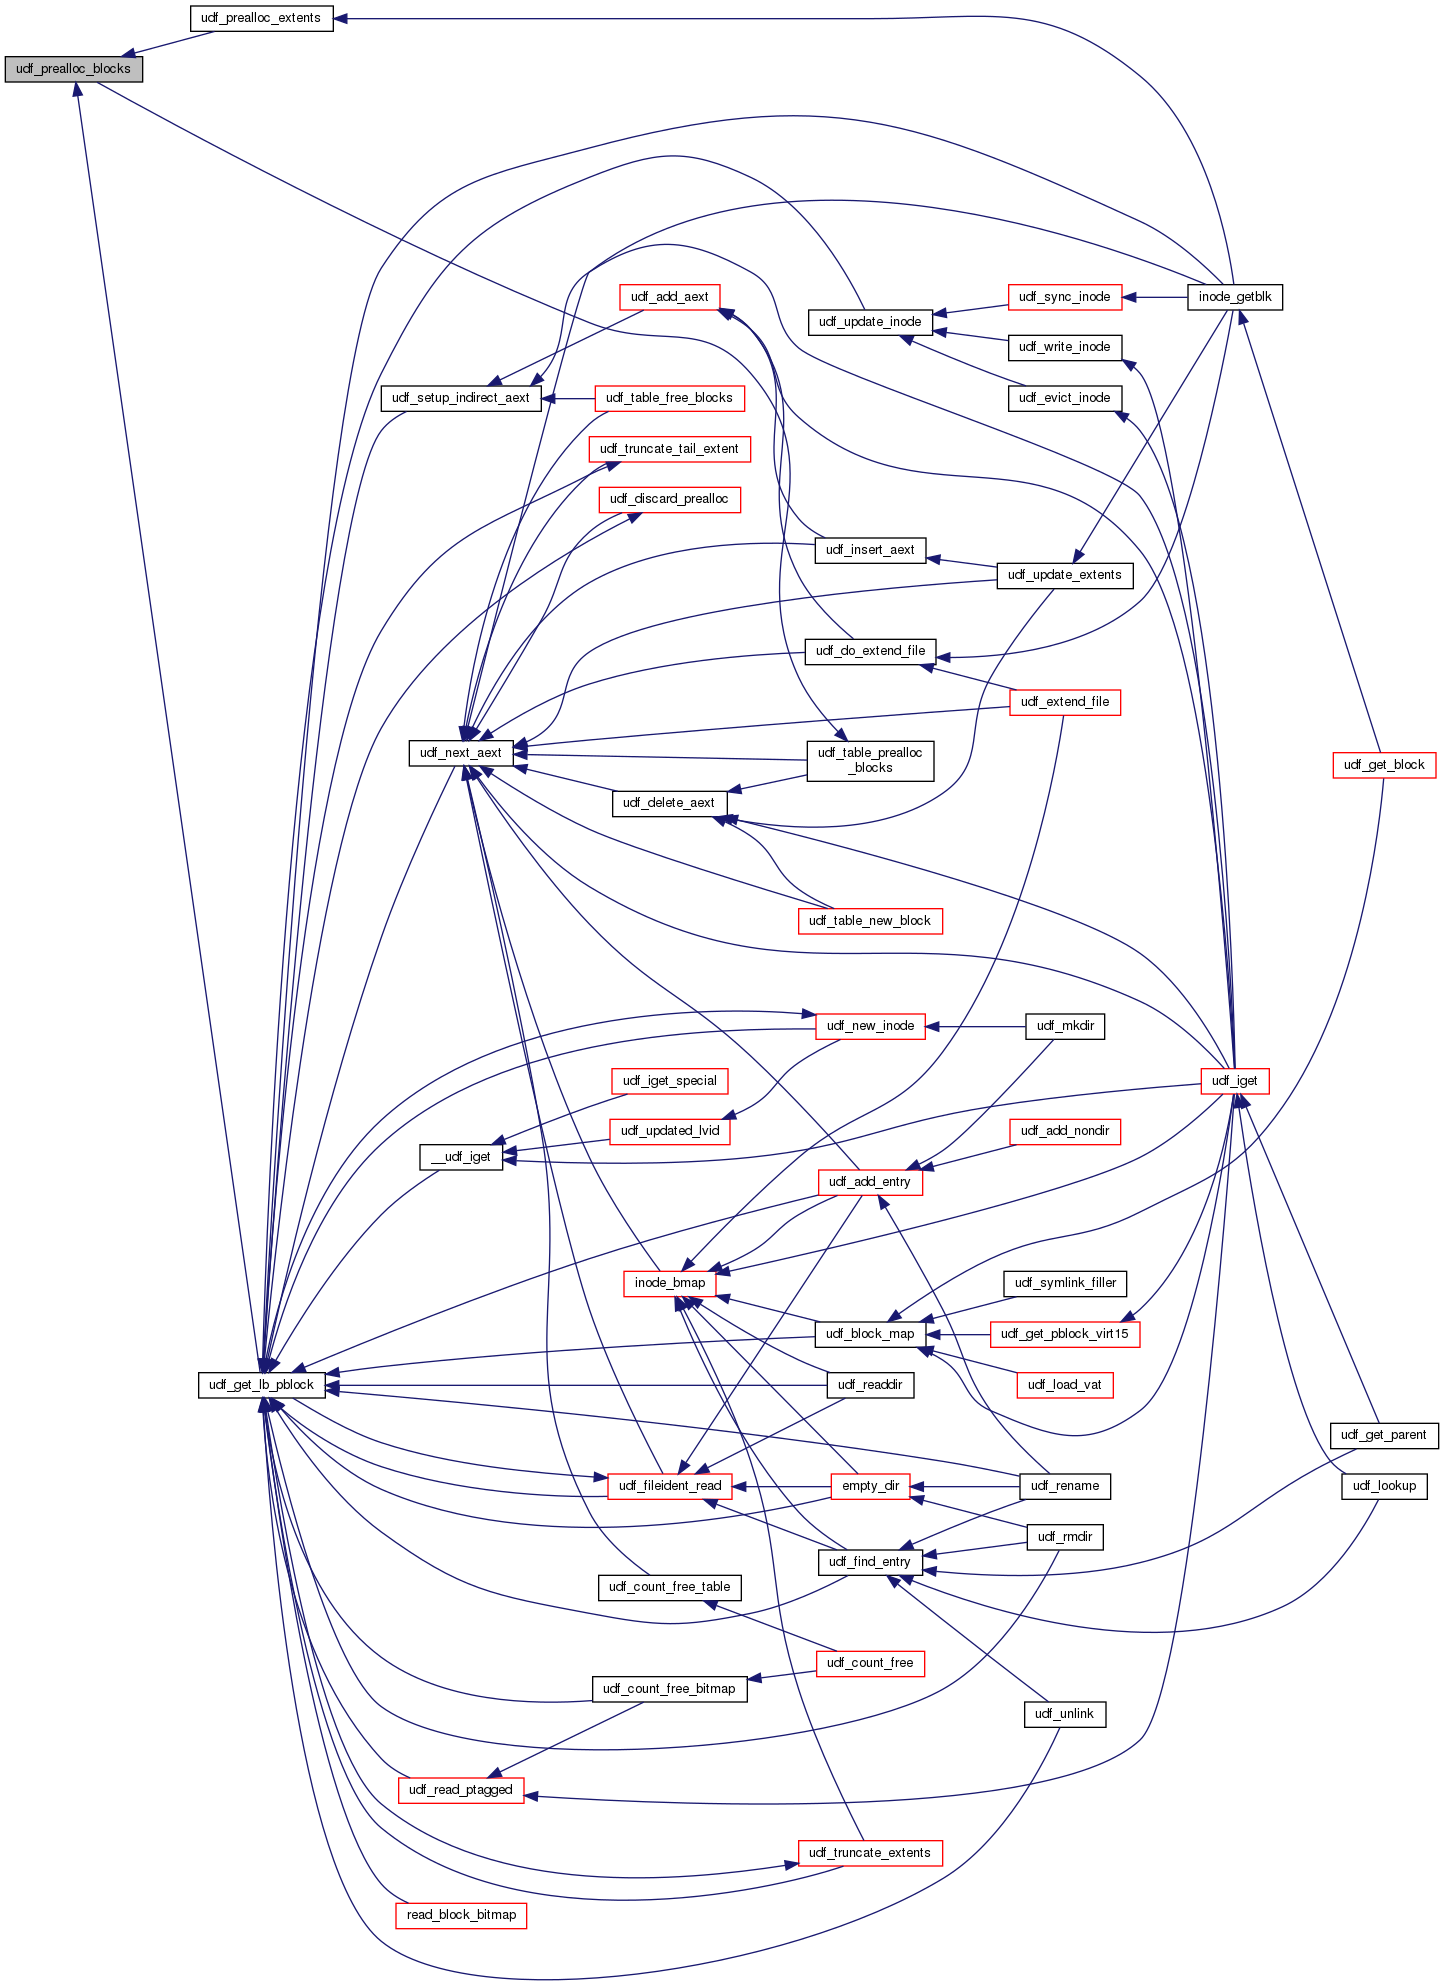 udf_prealloc_extents
udf_prealloc_blocks
udf_add_aext
udf_sync_inode
inode_getblk
udf_update_inode
udf_write_inode
udf_setup_indirect_aext
udf_table_free_blocks
udf_evict_inode
udf_truncate_tail_extent
udf_discard_prealloc
udf_insert_aext
udf_update_extents
udf_do_extend_file
udf_extend_file
udf_next_aext
udf_table_prealloc
_blocks
udf_get_block
udf_delete_aext
udf_table_new_block
udf_new_inode
udf_mkdir
udf_iget_special
udf_iget
udf_updated_lvid
udf_add_nondir
__udf_iget
udf_add_entry
inode_bmap
udf_symlink_filler
udf_block_map
udf_get_pblock_virt15
udf_get_lb_pblock
udf_readdir
udf_load_vat
udf_get_parent
udf_fileident_read
empty_dir
udf_rename
udf_lookup
udf_rmdir
udf_find_entry
udf_count_free_table
udf_count_free
udf_count_free_bitmap
udf_unlink
udf_read_ptagged
udf_truncate_extents
read_block_bitmap